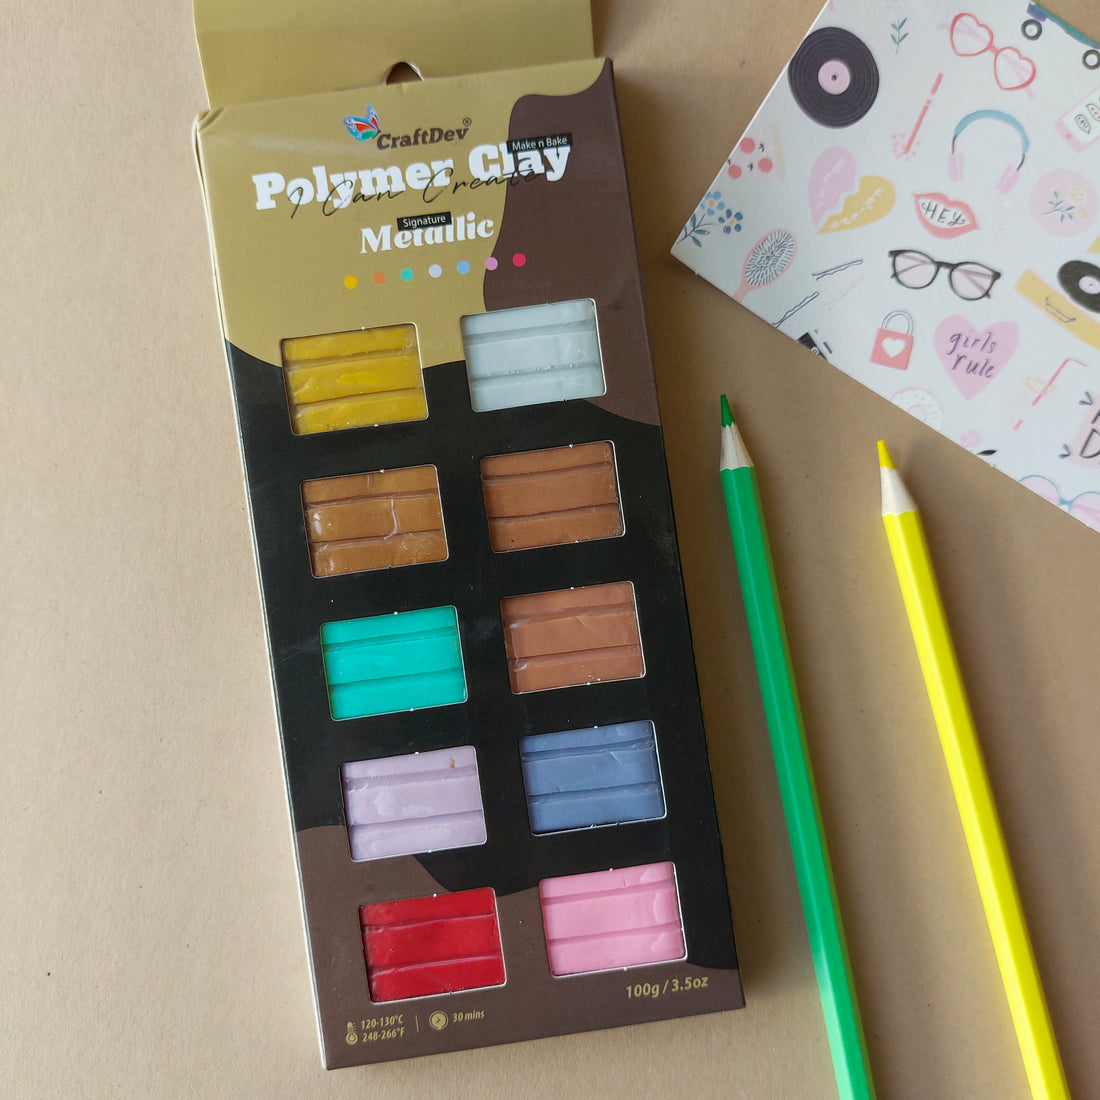 CraftDev®
Make n Bake
Polymer Clay
I Can Create
Signature
Metallic
100g / 3.5oz
120-130°C
248-266°F
30 mins
HEY
girls
rule